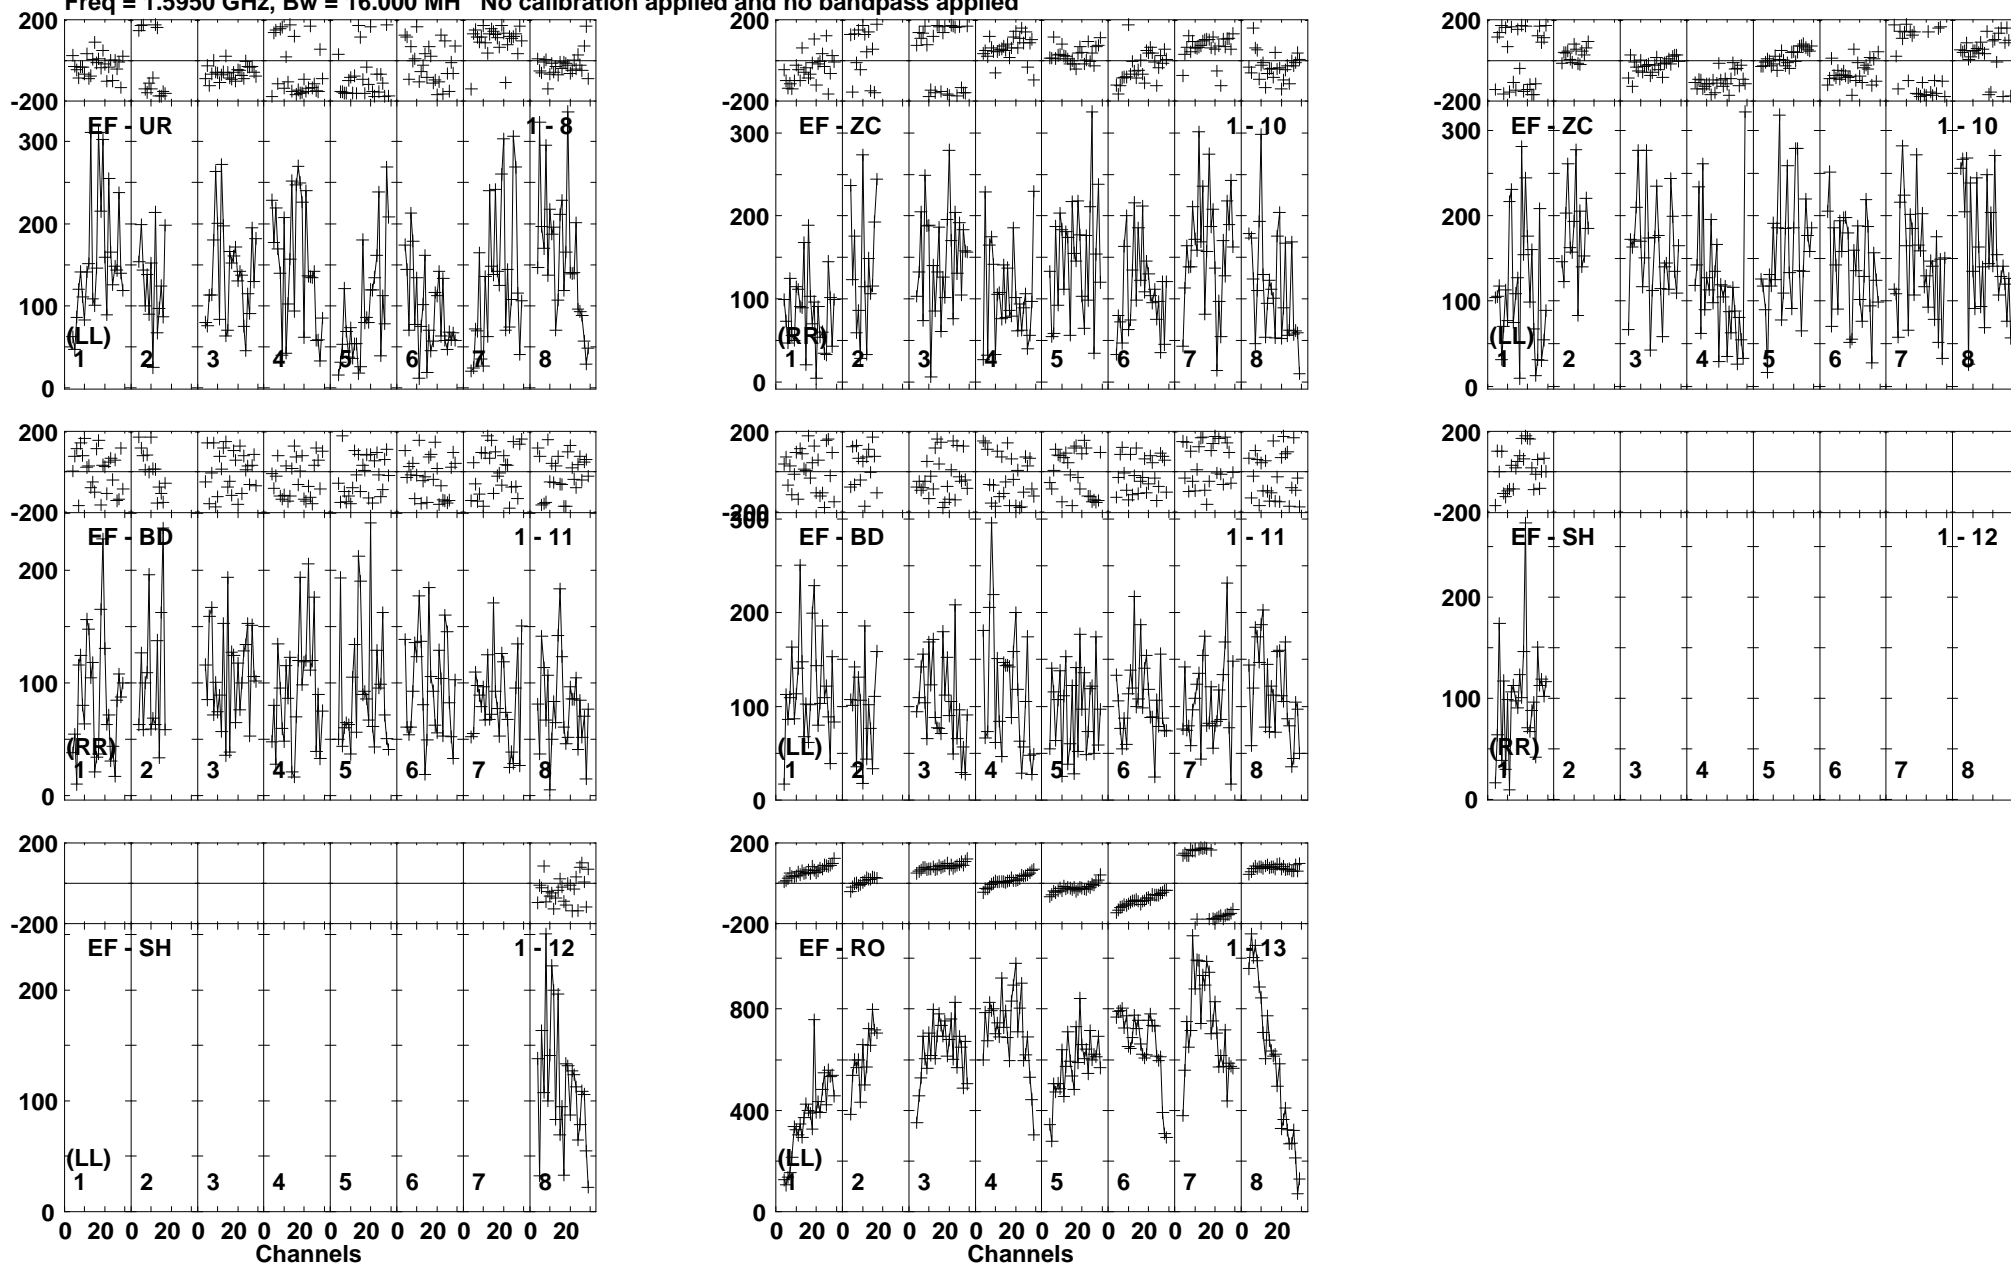 Freq = 1.5950 GHz, Bw = 16.000 MH No calibration applied and no bandpass applied
200 200 200
-200 -200 -200
EF - UR 1 - 8 EF - ZC 1 - 10 EF - ZC 1 - 10
300 300 300
200 200 200
100 100 100
(LL) (RR) (LL)
1 2 3 4 5 6 7 8 1 2 3 4 5 6 7 8 1 2 3 4 5 6 7 8
0 0 0
200 200 200
-200 -200 -200
300
EF - BD 1 - 11 EF - BD 1 - 11 EF - SH 1 - 12
200 200 200
100 100 100
(RR) (LL) (RR)
1 2 3 4 5 6 7 8 1 2 3 4 5 6 7 8 1 2 3 4 5 6 7 8
0 0 0
200 200
-200 -200
EF - SH 1 - 12 EF - RO 1 - 13
200 800
100 400
(LL) (LL)
1 2 3 4 5 6 7 8 1 2 3 4 5 6 7 8
0 0
0 20 0 20 0 20 0 20 0 20 0 20 0 20 0 20 0 20 0 20 0 20 0 20 0 20 0 20 0 20 0 20
Channels Channels